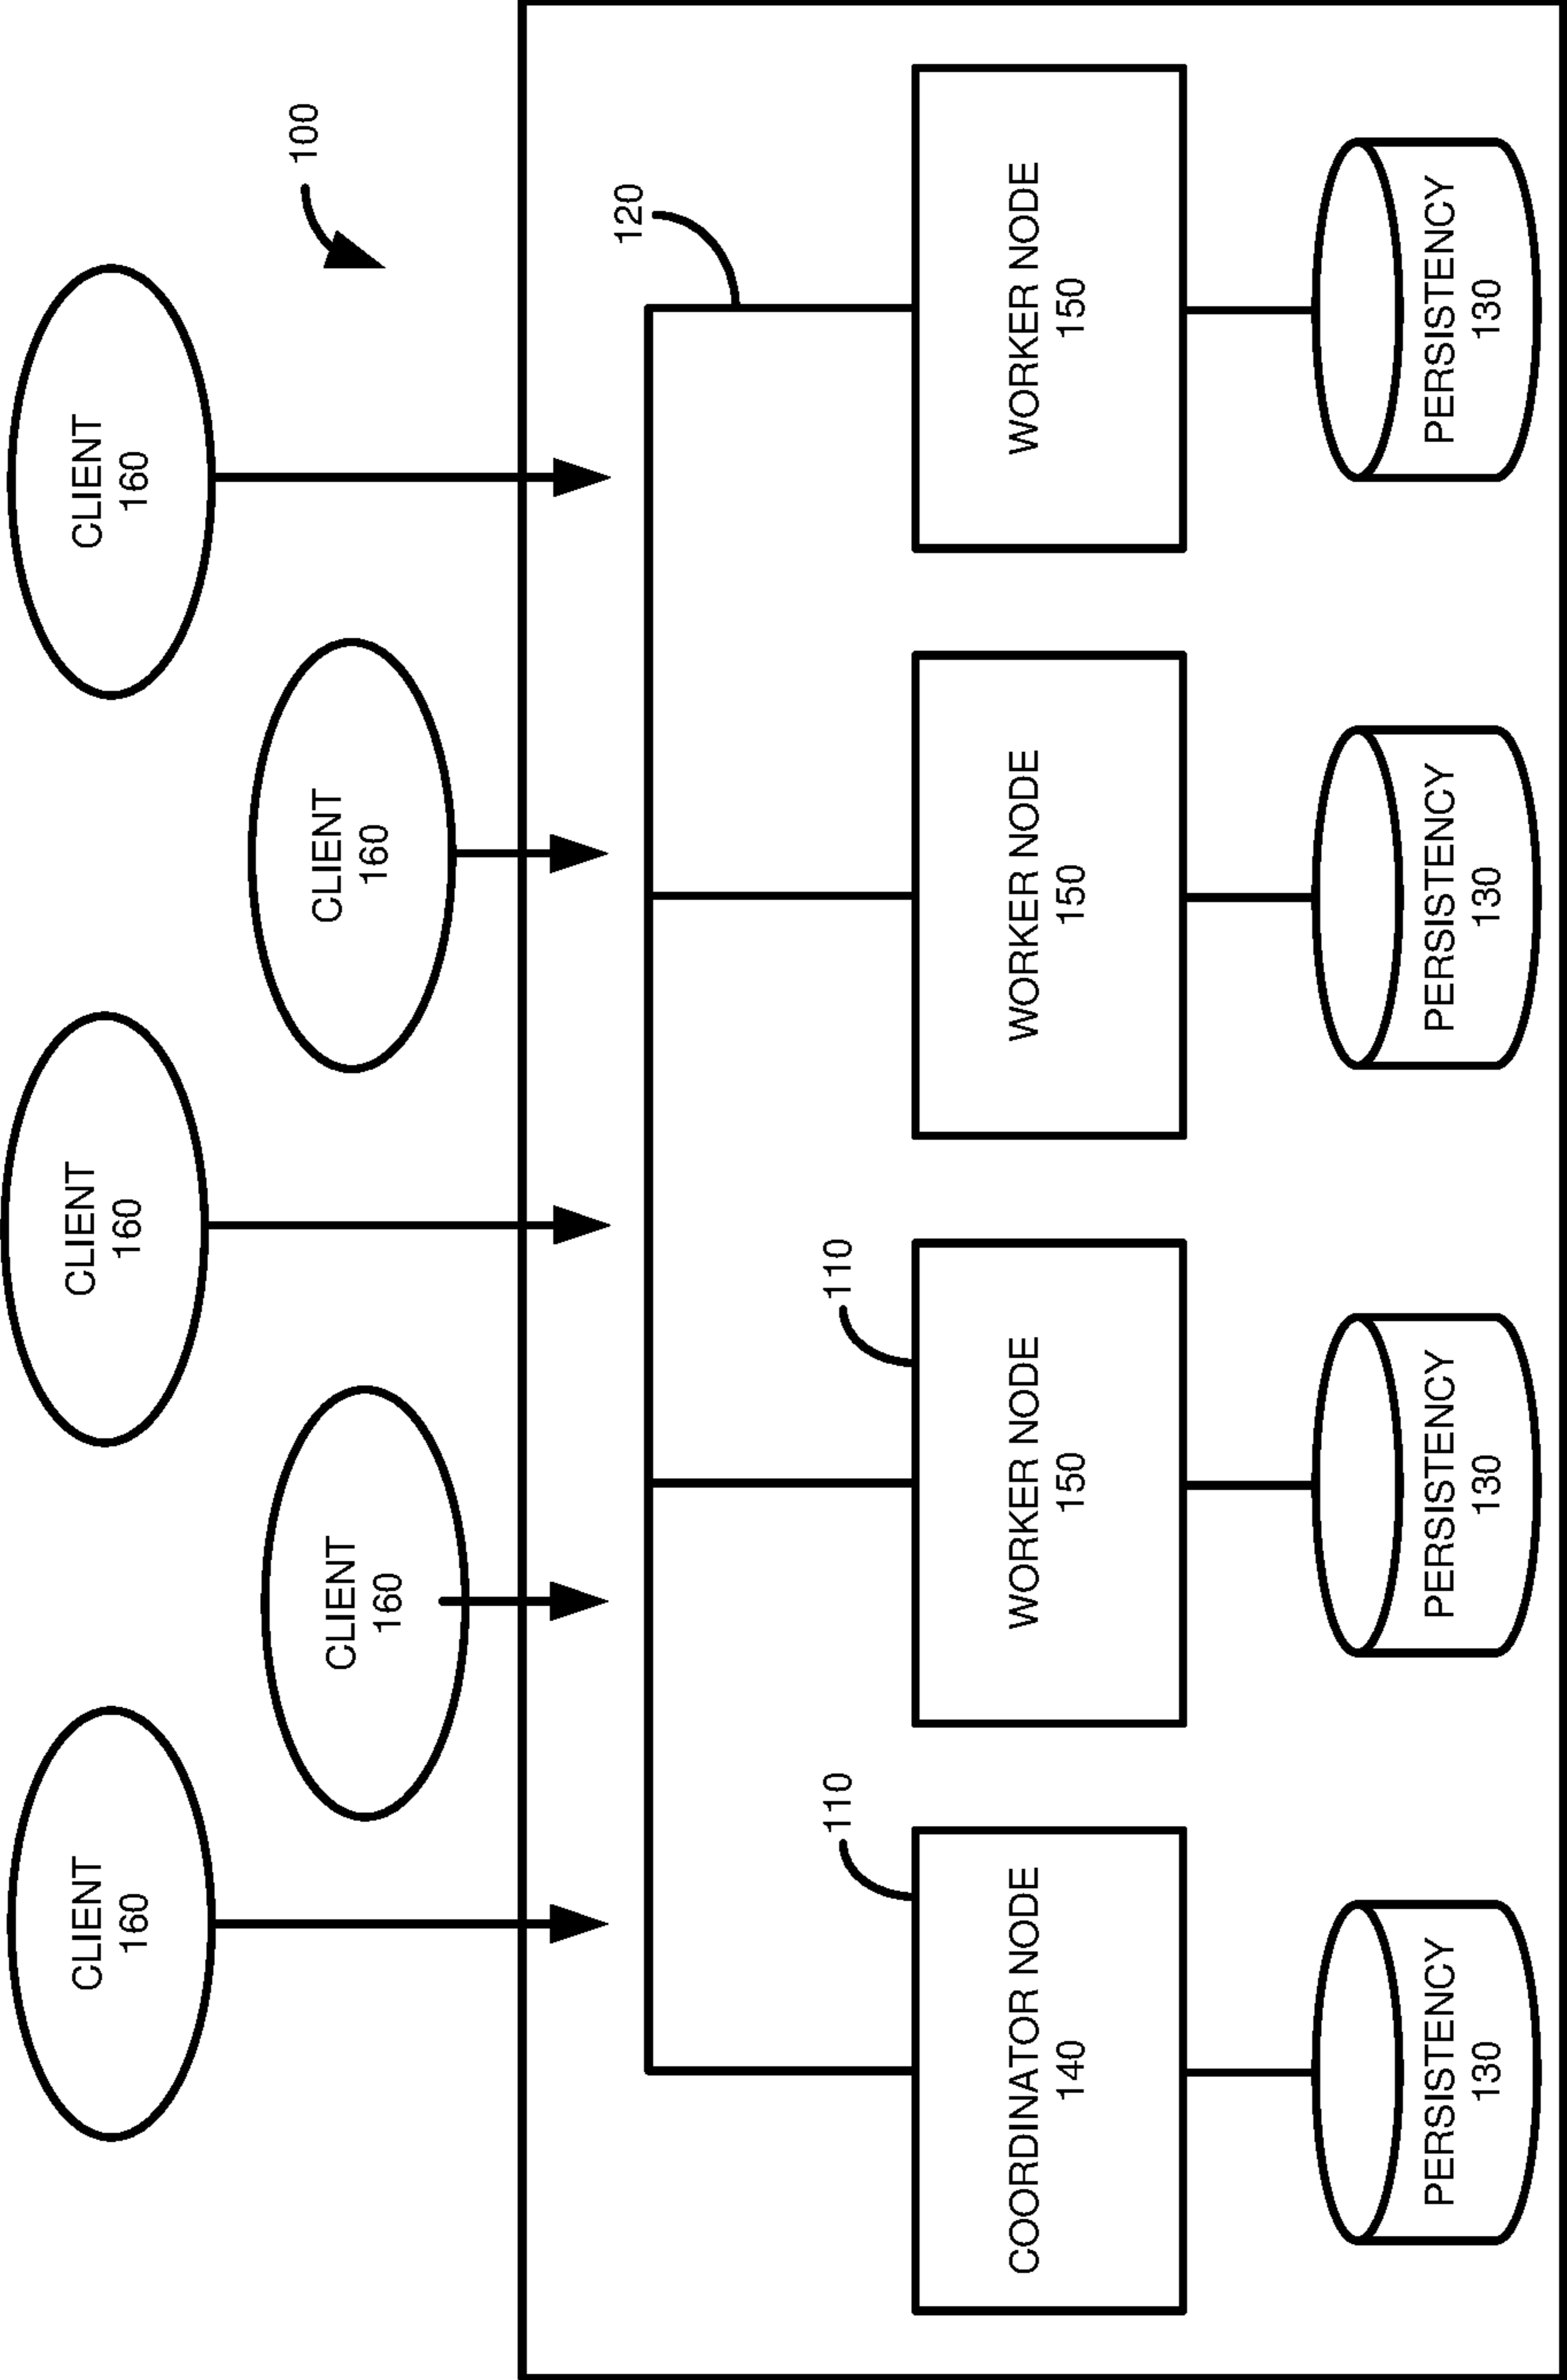 CLIENT
160
CLIENT
160
CLIENT
160
CLIENT
160
CLIENT
160
100
120
110
110
COORDINATOR NODE
140
WORKER NODE
150
WORKER NODE
150
WORKER NODE
150
PERSISTENCY
130
PERSISTENCY
130
PERSISTENCY
130
PERSISTENCY
130